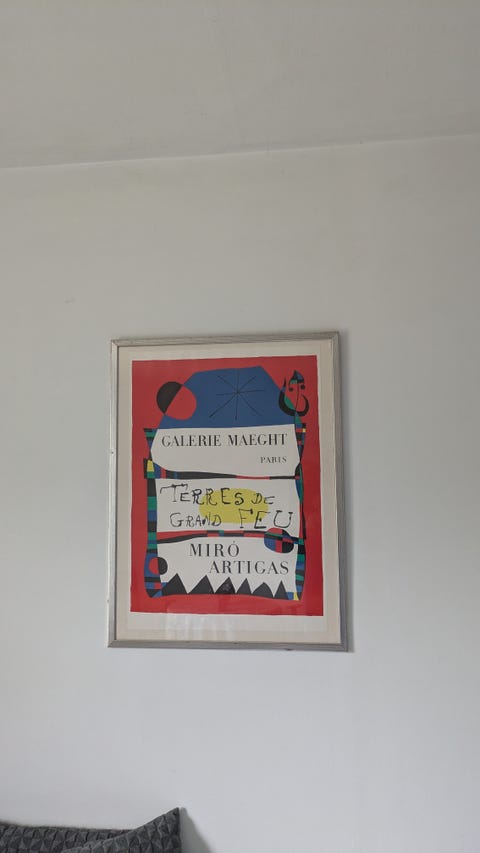 GALERIE MAEGHT
PARIS
TERRES DE
GRAND FEU
MIRÓ
ARTIGAS